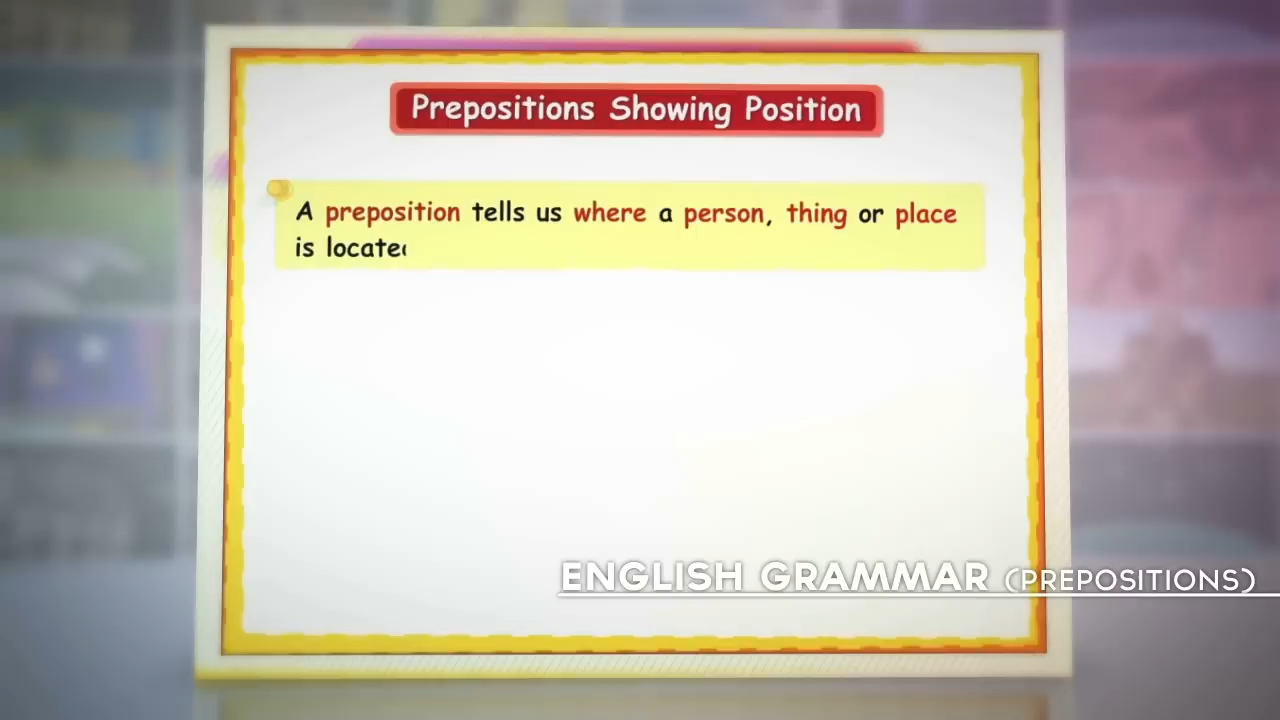 Prepositions Showing Position
A preposition tells us where a person, thing or place
is locate
ENGLISH GRAMMAR (PREPOSITIONS)